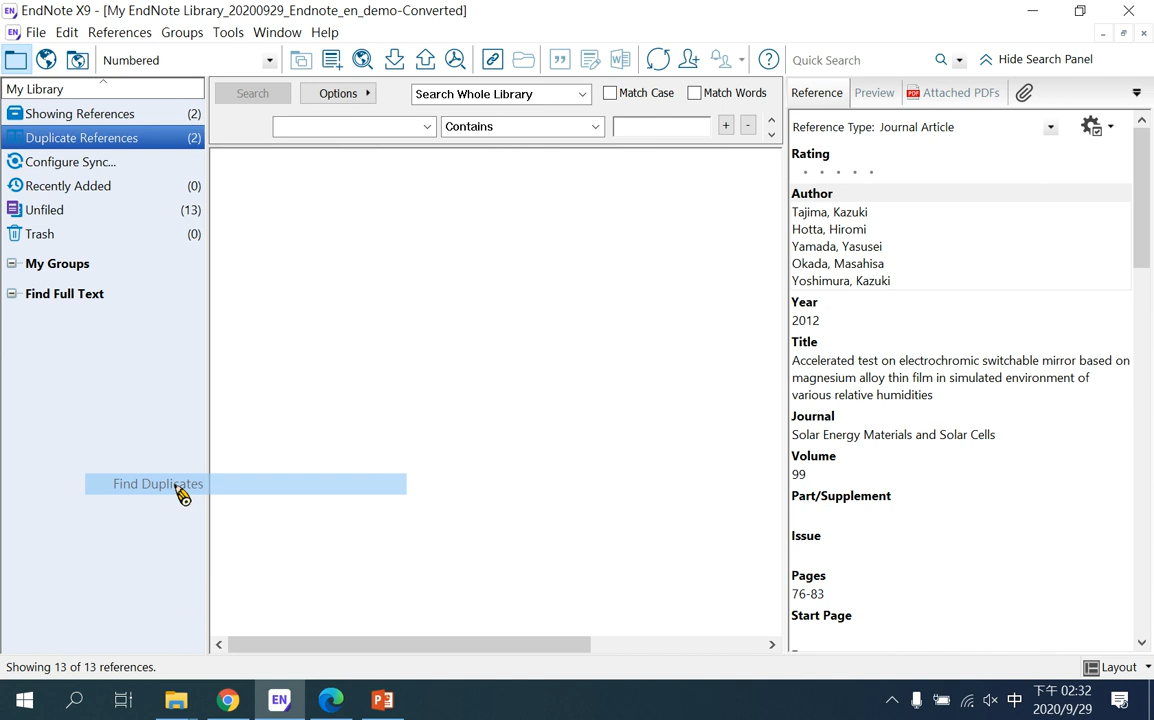 EndNote X9 - [My EndNote Library_20200929_Endnote_en_demo-Converted]
File Edit References Groups Tools Window Help
Numbered
Quick Search
Hide Search Panel
My Library
Search
Options
Search Whole Library
Match Case
Match Words
Reference
Preview
Attached PDFs
Showing References (2)
Duplicate References (2)
Contains
+
-
Reference Type: Journal Article
Configure Sync...
Recently Added (0)
Unfiled (13)
Trash (0)
My Groups
Find Full Text
Find Duplicates
Rating
Author
Tajima, Kazuki
Hotta, Hiromi
Yamada, Yasusei
Okada, Masahisa
Yoshimura, Kazuki
Year
2012
Title
Accelerated test on electrochromic switchable mirror based on
magnesium alloy thin film in simulated environment of
various relative humidities
Journal
Solar Energy Materials and Solar Cells
Volume
99
Part/Supplement
Issue
Pages
76-83
Start Page
Showing 13 of 13 references.
Layout
EN
中
下午 02:32
2020/9/29